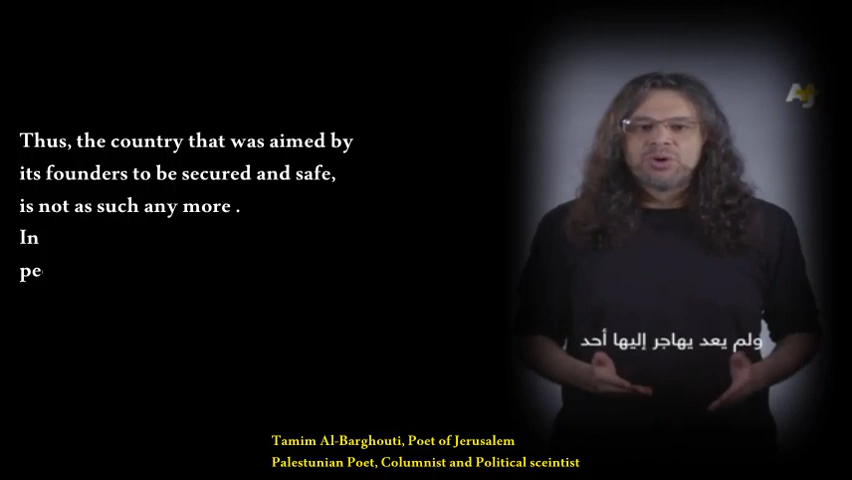 Thus, the country that was aimed by
its founders to be secured and safe,
is not as such any more .
In
pe
ولم يعد يهاجر إليها أحد
Tamim Al-Barghouti, Poet of Jerusalem
Palestunian Poet, Columnist and Political sceintist